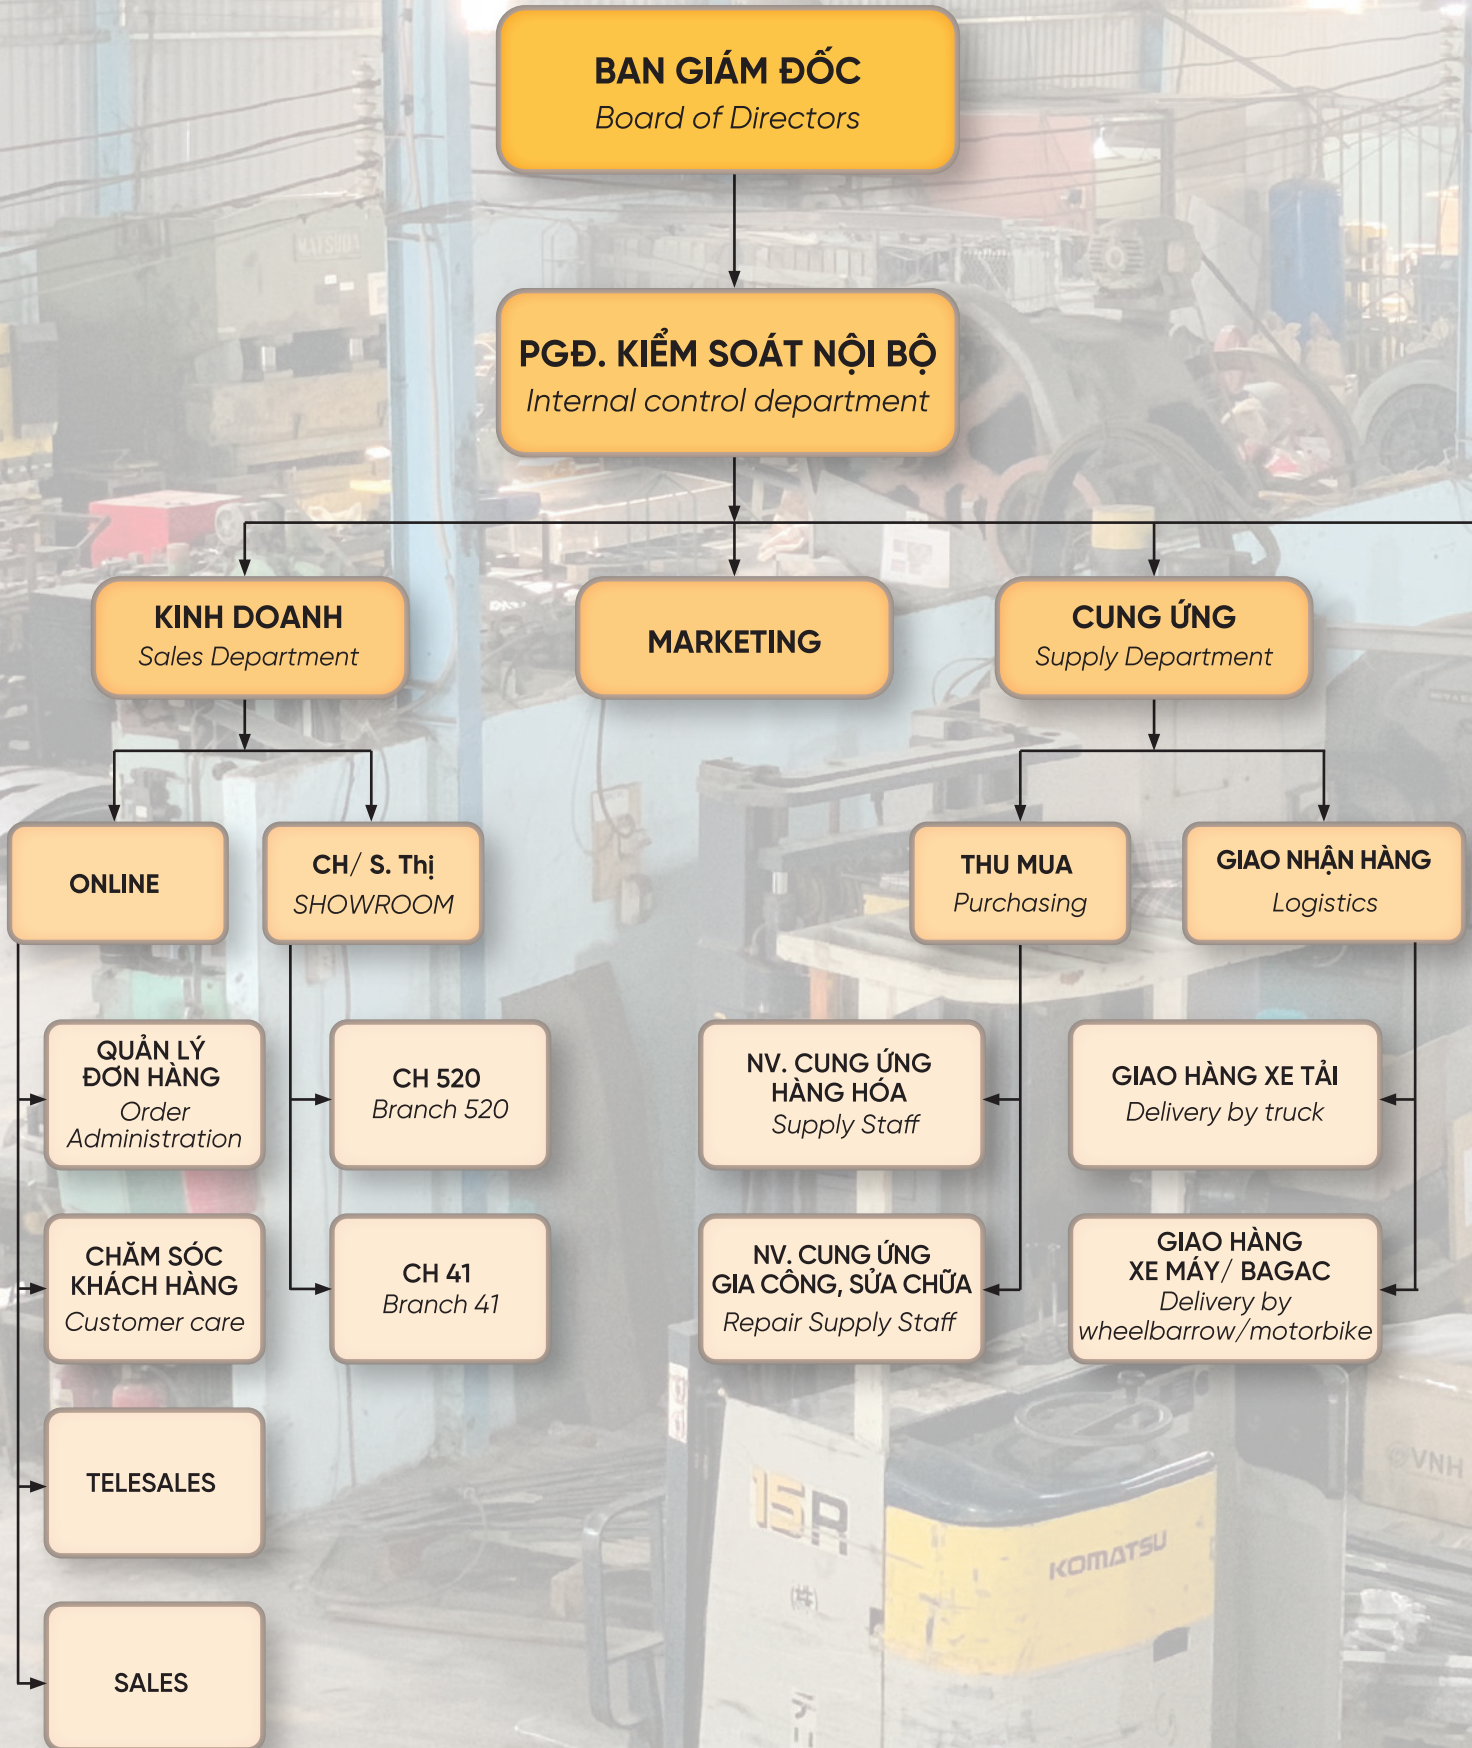 BAN GIÁM ĐỐC
Board of Directors
PGĐ. KIỂM SOÁT NỘI BỘ
Internal control department
KINH DOANH
Sales Department
MARKETING
CUNG ỨNG
Supply Department
ONLINE
CH/ S. Thị
SHOWROOM
THU MUA
Purchasing
GIAO NHẬN HÀNG
Logistics
QUẢN LÝ
ĐƠN HÀNG
Order
Administration
CH 520
Branch 520
NV. CUNG ỨNG
HÀNG HÓA
Supply Staff
GIAO HÀNG XE TẢI
Delivery by truck
CHĂM SÓC
KHÁCH HÀNG
Customer care
CH 41
Branch 41
NV. CUNG ỨNG
GIA CÔNG, SỬA CHỮA
Repair Supply Staff
GIAO HÀNG
XE MÁY/ BAGAC
Delivery by
wheelbarrow/motorbike
TELESALES
SALES
MATSUDA
15R
KOMATSU
VNH